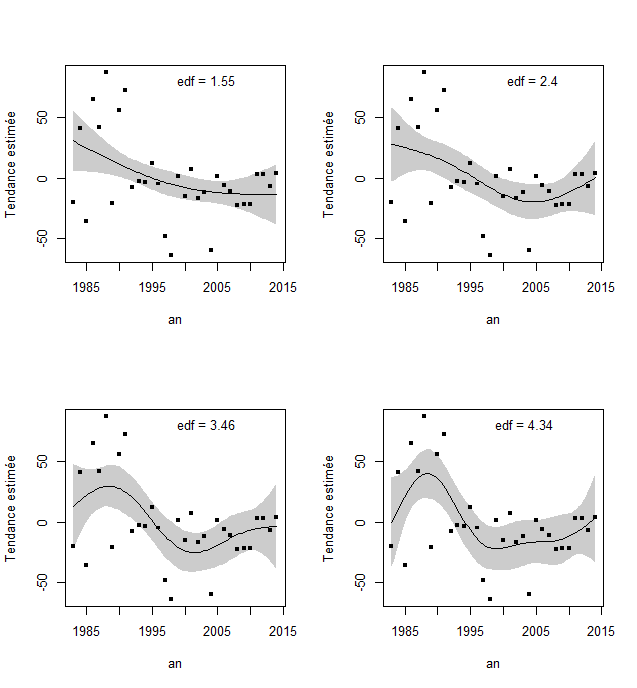 edf = 1.55
Tendance estimée
50
0
-50
1985 1995 2005 2015
an
edf = 2.4
Tendance estimée
50
0
-50
1985 1995 2005 2015
an
edf = 3.46
Tendance estimée
50
0
-50
1985 1995 2005 2015
an
edf = 4.34
Tendance estimée
50
0
-50
1985 1995 2005 2015
an